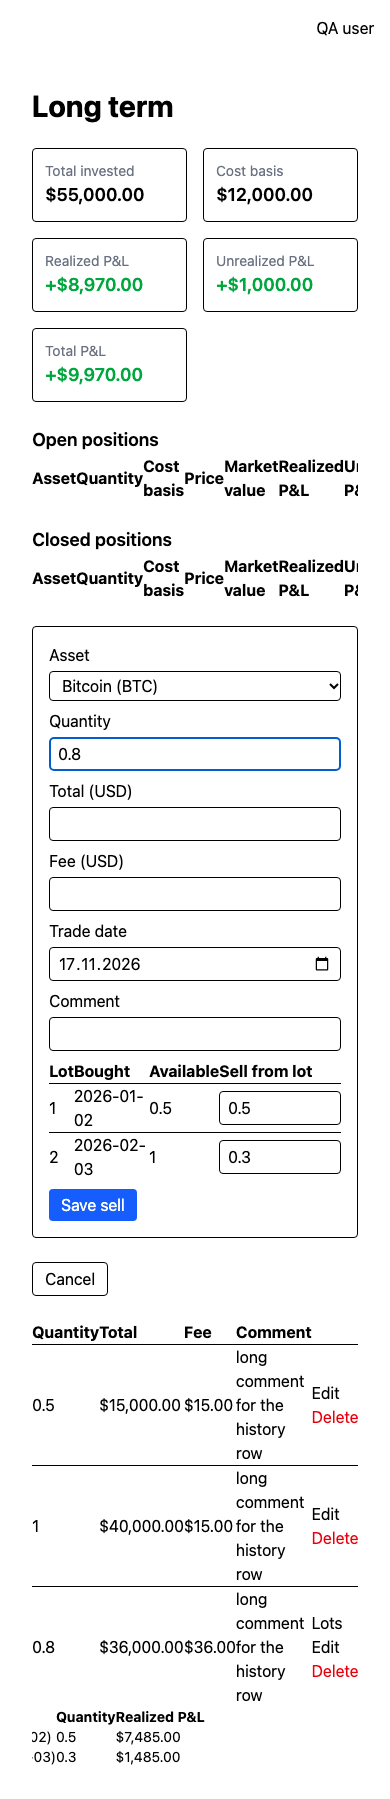 QA user
Long term
Total invested
$55,000.00
Cost basis
$12,000.00
Realized P&L
+$8,970.00
Unrealized P&L
+$1,000.00
Total P&L
+$9,970.00
Open positions
Asset Quantity Cost basis Price Market value Realized P&L
Closed positions
Asset Quantity Cost basis Price Market value Realized P&L
Asset
Bitcoin (BTC)
Quantity
0.8
Total (USD)
Fee (USD)
Trade date
17.11.2026
Comment
Lot Bought Available Sell from lot
1 2026-01-02 0.5 0.5
2 2026-02-03 1 0.3
Save sell
Cancel
Quantity Total Fee Comment
0.5 $15,000.00 $15.00 long comment for the history row Edit Delete
1 $40,000.00 $15.00 long comment for the history row Edit Delete
0.8 $36,000.00 $36.00 long comment for the history row Lots Edit Delete
Quantity Realized P&L
02) 0.5 $7,485.00
-03) 0.3 $1,485.00